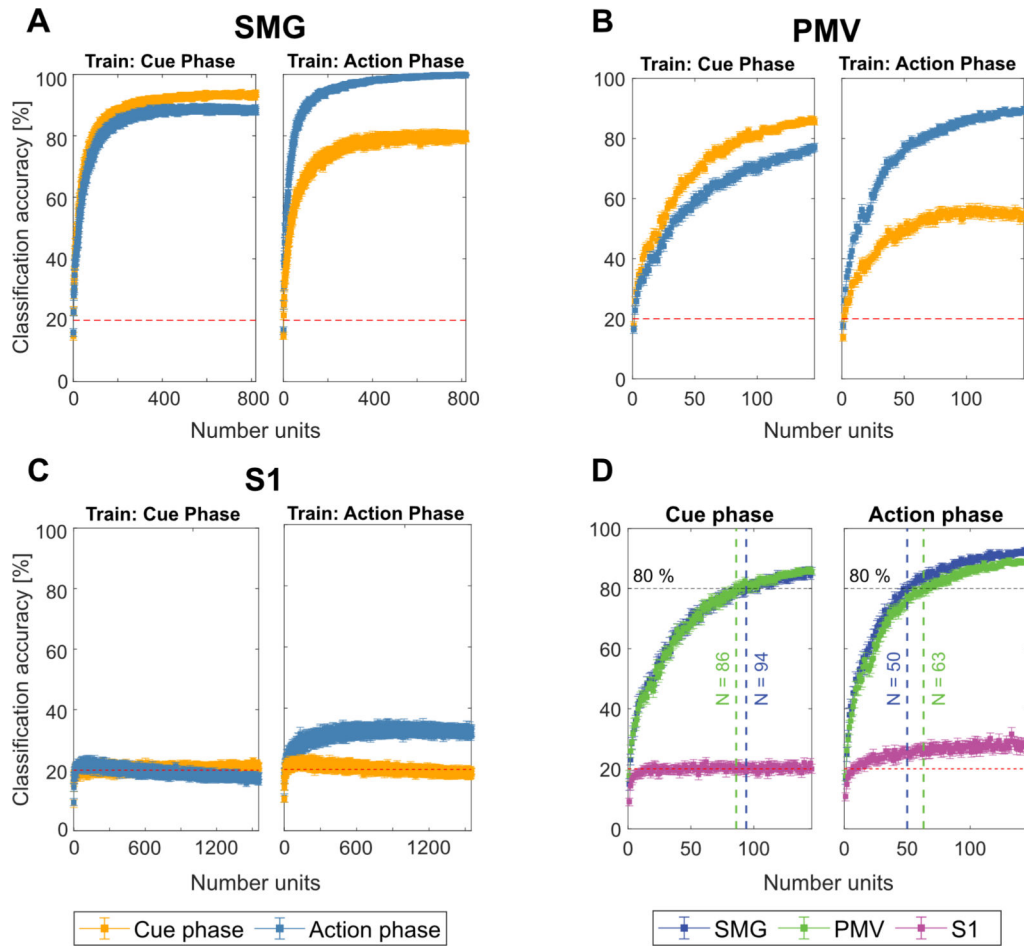 A
SMG
Train: Cue Phase
Train: Action Phase
Classification accuracy [%]
100
80
60
40
20
0
0
400
800
0
400
800
Number units
B
PMV
Train: Cue Phase
Train: Action Phase
100
80
60
40
20
0
0
50
100
0
50
100
Number units
C
S1
Train: Cue Phase
Train: Action Phase
Classification accuracy [%]
100
80
60
40
20
0
0
600
1200
0
600
1200
Number units
Cue phase
Action phase
D
Cue phase
Action phase
100
80
60
40
20
0
80 %
N = 86
N = 94
80 %
N = 50
N = 63
0
50
100
0
50
100
Number units
SMG
PMV
S1